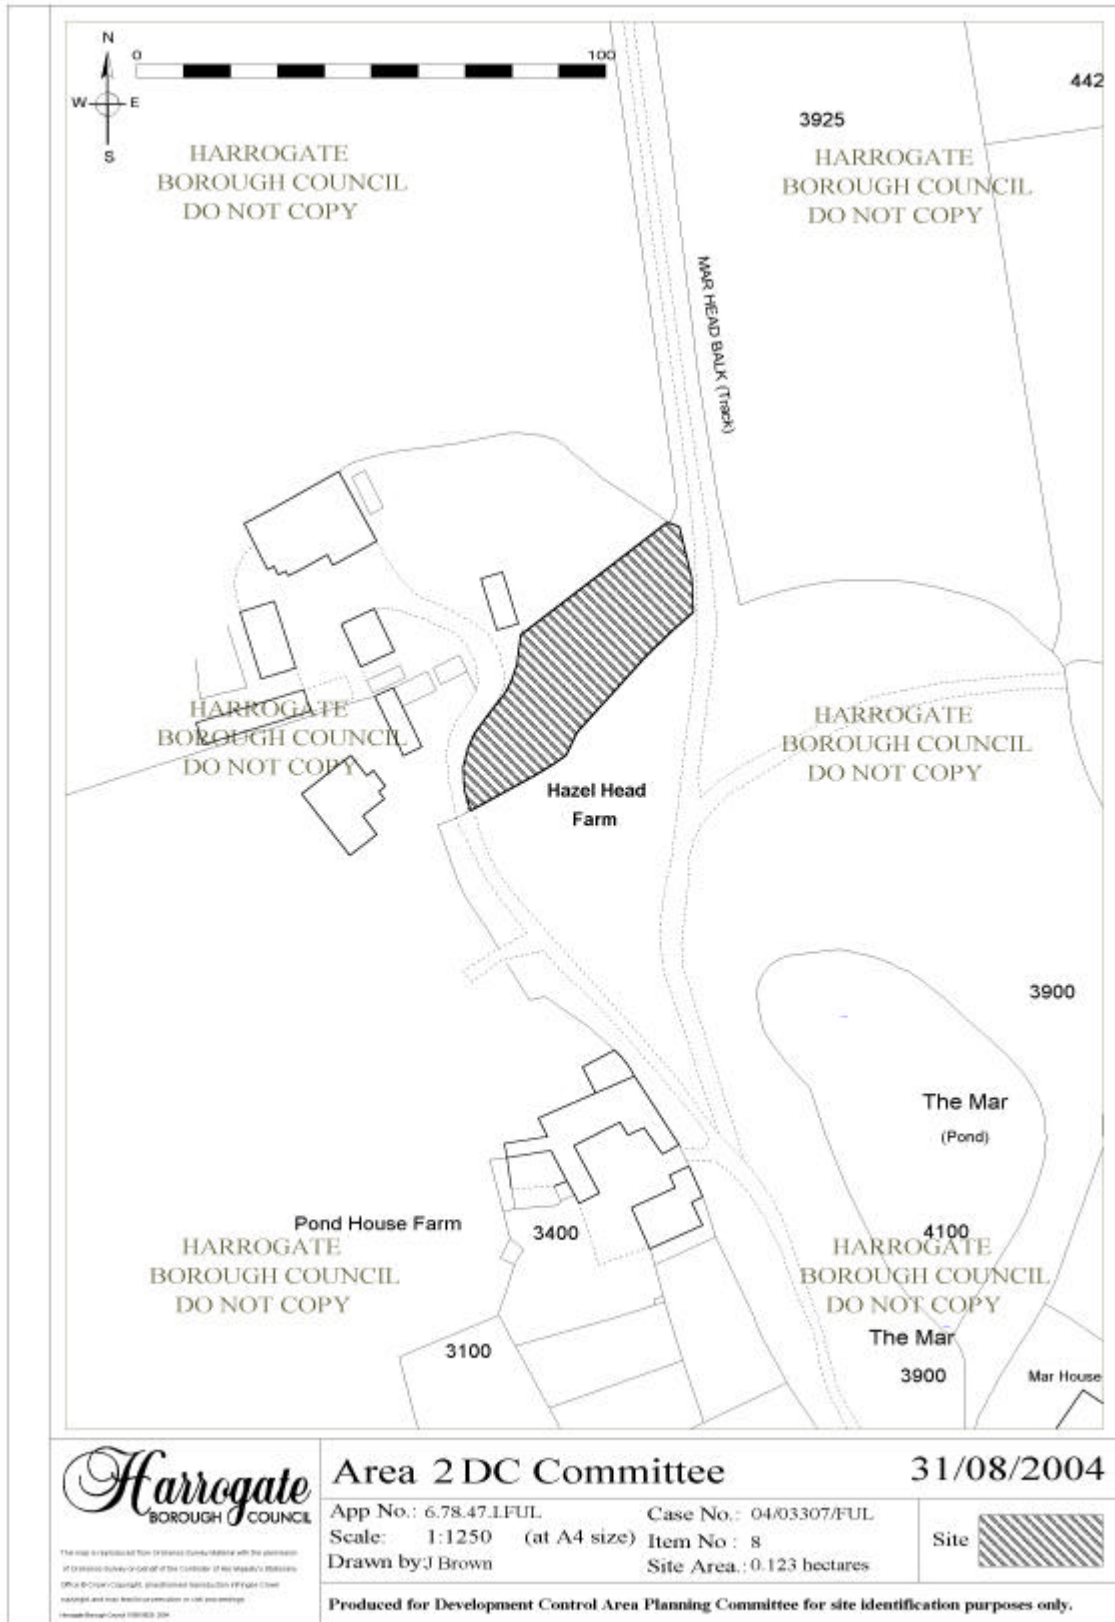 N
W E
S
0 100
442
3925
HARROGATE
BOROUGH COUNCIL
DO NOT COPY
HARROGATE
BOROUGH COUNCIL
DO NOT COPY
MAR HEAD BALK (Track)
HARROGATE
BOROUGH COUNCIL
DO NOT COPY
HARROGATE
BOROUGH COUNCIL
DO NOT COPY
Hazel Head
Farm
3900
The Mar
(Pond)
Pond House Farm
3400
4100
HARROGATE
BOROUGH COUNCIL
DO NOT COPY
HARROGATE
BOROUGH COUNCIL
DO NOT COPY
The Mar
3100
3900
Mar House
Harrogate
BOROUGH COUNCIL
Area 2 DC Committee
31/08/2004
App No.: 6.78.47.I.FUL
Case No.: 04/03307/FUL
Scale: 1:1250 (at A4 size)
Item No : 8
Drawn by: J Brown
Site Area.: 0.123 hectares
Site
Produced for Development Control Area Planning Committee for site identification purposes only.